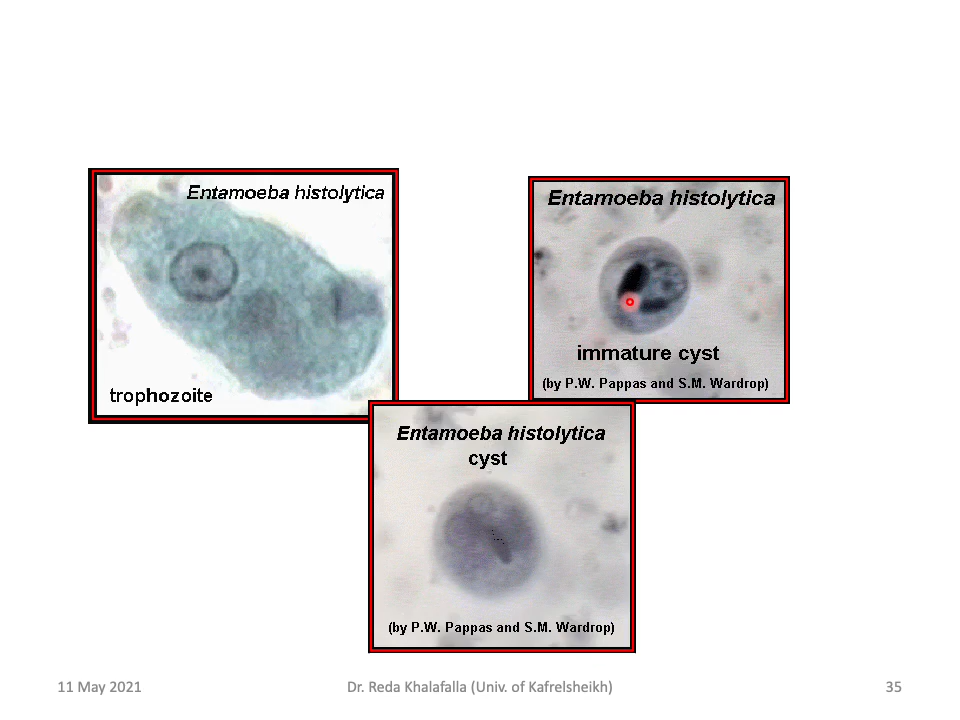 Entamoeba histolytica
trophozoite
Entamoeba histolytica
immature cyst
(by P.W. Pappas and S.M. Wardrop)
Entamoeba histolytica
cyst
(by P.W. Pappas and S.M. Wardrop)
11 May 2021
Dr. Reda Khalafalla (Univ. of Kafrelsheikh)
35